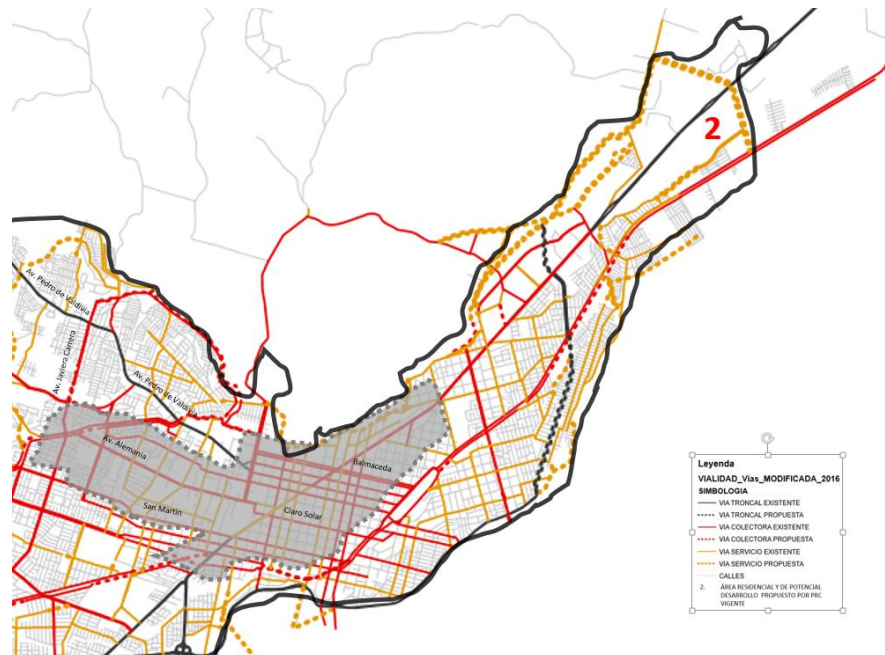 2
Av. Pedro de Valdivia
Av. Javiera Carrera
Av. Pedro de Valdivia
Av. Alemania
Balmaceda
San Martin
Claro Solar
Leyenda
VIALIDAD_Vias_MODIFICADA_2016
SIMBOLOGIA
VIA TRONCAL EXISTENTE
VIA TRONCAL PROPUESTA
VIA COLECTORA EXISTENTE
VIA COLECTORA PROPUESTA
VIA SERVICIO EXISTENTE
VIA SERVICIO PROPUESTA
CALLES
2. ÁREA RESIDENCIAL Y DE POTENCIAL
DESARROLLO PROPUESTO POR PRC
VIGENTE